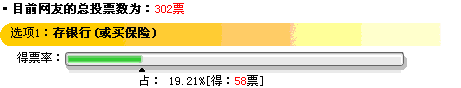 · 目前网友的总投票数为：302票
选项1：存银行(或买保险)
得票率：
占： 19.21%[得：58票]